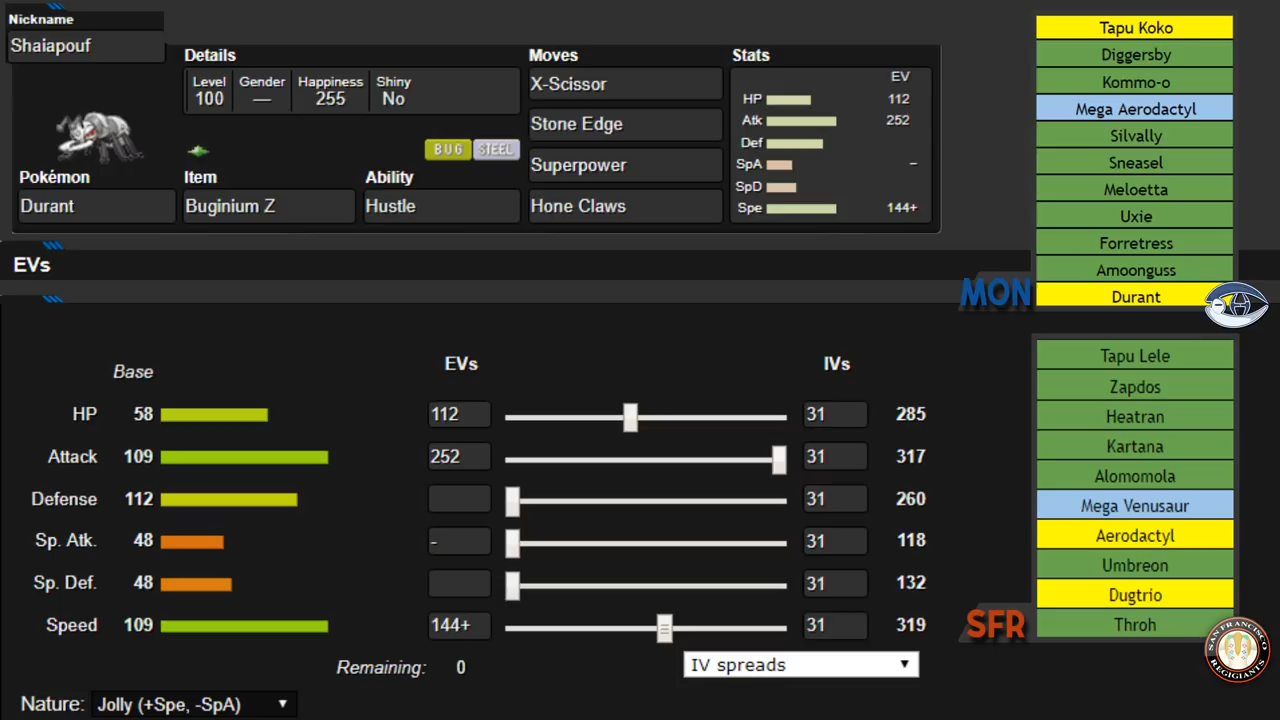 Nickname
Shaiapouf
Details
Level Gender Happiness Shiny
100 — 255 No
BUG STEEL
Pokémon Item Ability
Durant Buginium Z Hustle
Moves
X-Scissor
Stone Edge
Superpower
Hone Claws
Stats
EV
HP 112
Atk 252
Def
SpA –
SpD
Spe 144+
EVs
Base EVs IVs
HP 58 112 31 285
Attack 109 252 31 317
Defense 112 31 260
Sp. Atk. 48 - 31 118
Sp. Def. 48 31 132
Speed 109 144+ 31 319
Remaining: 0
IV spreads
Nature: Jolly (+Spe, -SpA)
Tapu Koko
Diggersby
Kommo-o
Mega Aerodactyl
Silvally
Sneasel
Meloetta
Uxie
Forretress
Amoonguss
Durant
MON
Tapu Lele
Zapdos
Heatran
Kartana
Alomomola
Mega Venusaur
Aerodactyl
Umbreon
Dugtrio
Throh
SFR
SAN FRANCISCO
REGIGIANTS